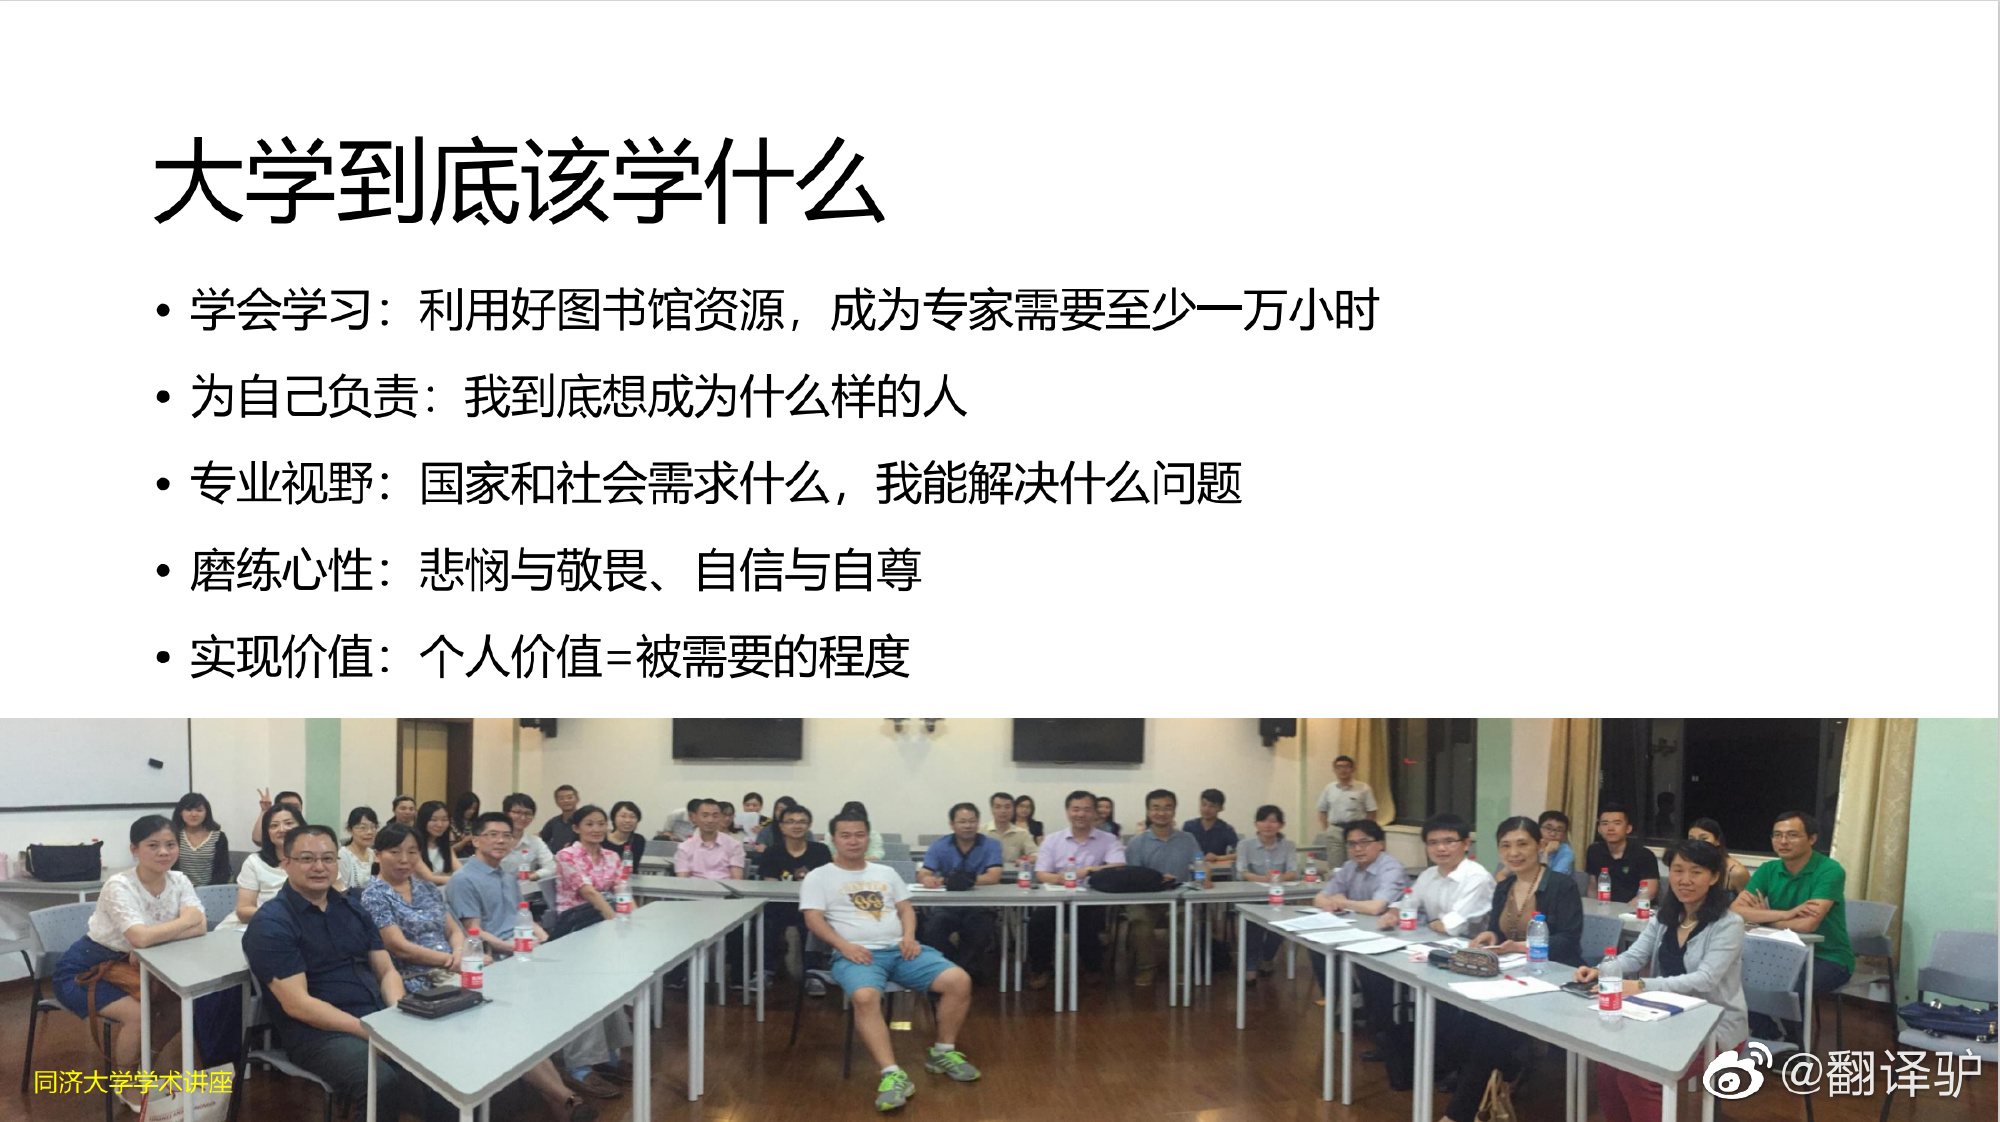 大学到底该学什么
• 学会学习：利用好图书馆资源，成为专家需要至少一万小时
• 为自己负责：我到底想成为什么样的人
• 专业视野：国家和社会需求什么，我能解决什么问题
• 磨练心性：悲悯与敬畏、自信与自尊
• 实现价值：个人价值=被需要的程度
同济大学学术讲座
@翻译驴